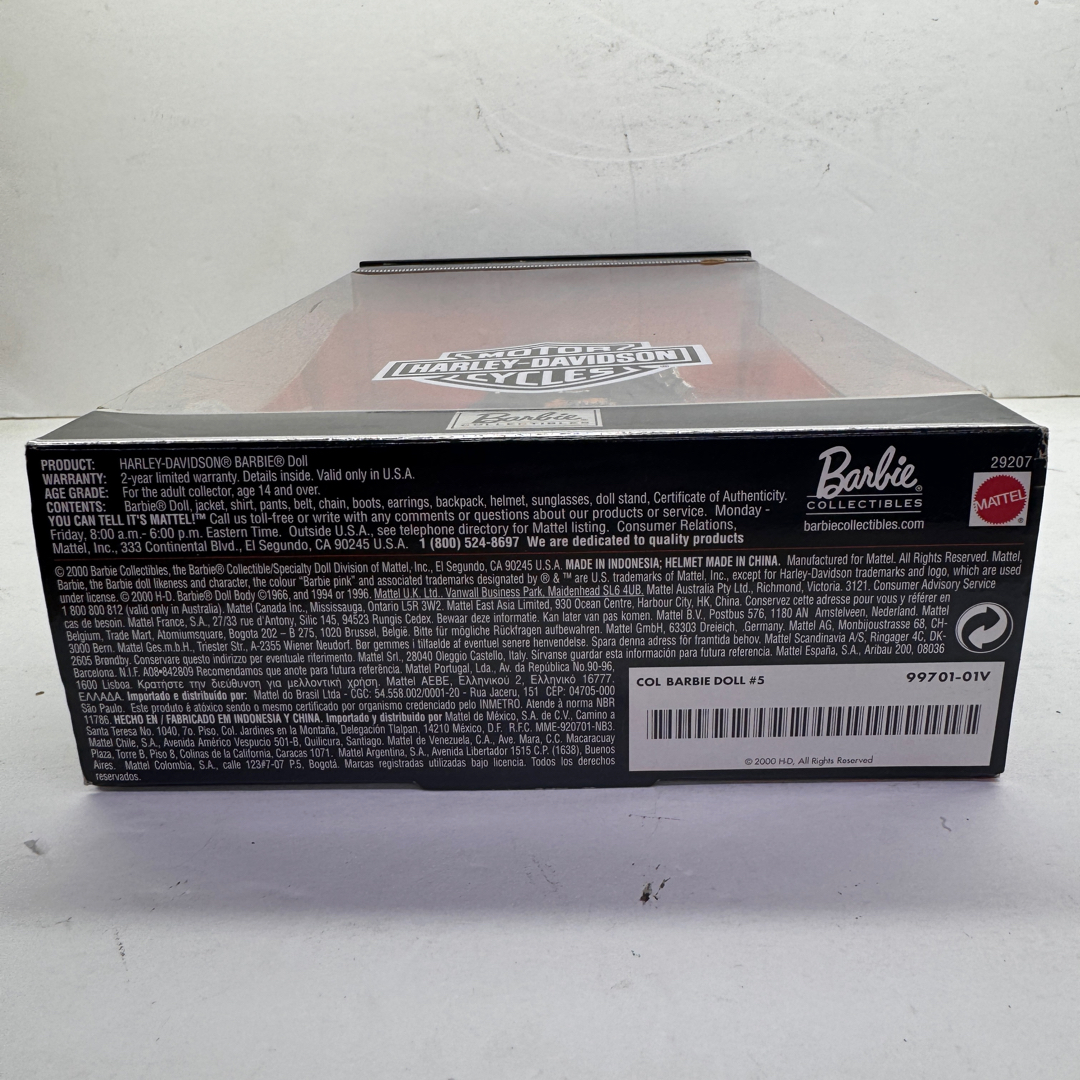 MOTOR
HARLEY-DAVIDSON
CYCLES
Barbie
COLLECTIBLES
PRODUCT: HARLEY-DAVIDSON® BARBIE® Doll
WARRANTY: 2-year limited warranty. Details inside. Valid only in U.S.A.
AGE GRADE: For the adult collector, age 14 and over.
CONTENTS: Barbie® Doll, jacket, shirt, pants, belt, chain, boots, earrings, backpack, helmet, sunglasses, doll stand, Certificate of Authenticity.
YOU CAN TELL IT'S MATTEL!™ Call us toll-free or write with any comments or questions about our products or service. Monday -
Friday, 8:00 a.m.- 6:00 p.m. Eastern Time. Outside U.S.A., see telephone directory for Mattel listing. Consumer Relations,
Mattel, Inc., 333 Continental Blvd., El Segundo, CA 90245 U.S.A. 1 (800) 524-8697 We are dedicated to quality products
Barbie®
COLLECTIBLES
barbiecollectibles.com
29207
MATTEL®
© 2000 Barbie Collectibles, the Barbie® Collectible/Specialty Doll Division of Mattel, Inc., El Segundo, CA 90245 U.S.A. MADE IN INDONESIA; HELMET MADE IN CHINA. Manufactured for Mattel. All Rights Reserved. Mattel,
Barbie, the Barbie doll likeness and character, the colour "Barbie pink" and associated trademarks designated by ® & ™ are U.S. trademarks of Mattel, Inc., except for Harley-Davidson trademarks and logo, which are used
under license. © 2000 H-D. Barbie® Doll Body ©1966, and 1994 or 1996. Mattel U.K. Ltd., Vanwall Business Park, Maidenhead SL6 4UB. Mattel Australia Pty Ltd., Richmond, Victoria. 3121. Consumer Advisory Service
1 800 800 812 (valid only in Australia). Mattel Canada Inc., Mississauga, Ontario L5R 3W2. Mattel East Asia Limited, 930 Ocean Centre, Harbour City, HK, China. Conservez cette adresse pour vous y référer en
cas de besoin. Mattel France, S.A., 27/33 rue d'Antony, Silic 145, 94523 Rungis Cedex. Bewaar deze informatie. Kan later van pas komen. Mattel B.V., Postbus 576, 1180 AN Amstelveen, Nederland. Mattel
Belgium, Trade Mart, Atomiumsquare, Bogota 202 – B 275, 1020 Brussel, België. Bitte für mögliche Rückfragen aufbewahren. Mattel GmbH, 63303 Dreieich, Germany. Mattel AG, Monbijoustrasse 68, CH-
3000 Bern. Mattel Ges.m.b.H., Triester Str., A-2355 Wiener Neudorf. Bør gemmes i tilfælde af eventuel senere henvendelse. Spara denna adress för framtida behov. Mattel Scandinavia A/S, Ringager 4C, DK-
2605 Brøndby. Conservare questo indirizzo per eventuale riferimento. Mattel Srl., 28040 Oleggio Castello, Italy. Sírvanse guardar esta información para futura referencia. Mattel España, S.A., Aribau 200, 08036
Barcelona. N.I.F. A08•842809 Recomendamos que anote para futura referência. Mattel Portugal, Lda., Av. da República No.90-96,
1600 Lisboa. Κρατήστε την διεύθυνση για μελλοντική χρήση. Mattel AEBE, Ελληνικού 2, Ελληνικό 16777.
ΕΛΛΑΔΑ. Importado e distribuido por: Mattel do Brasil Ltda - CGC: 54.558.002/0001-20 - Rua Jaceru, 151 CEP: 04705-000
São Paulo. Este produto é atóxico sendo o mesmo certificado por organismo credenciado pelo INMETRO. Atende à norma NBR
11786. HECHO EN / FABRICADO EM INDONESIA Y CHINA. Importado y distribuido por Mattel de México, S.A. de C.V., Camino a
Santa Teresa No. 1040, 7o. Piso, Col. Jardines en la Montaña, Delegación Tlalpan, 14210 México, D.F. R.F.C. MME-920701-NB3.
Mattel Chile, S.A., Avenida Américo Vespucio 501-B, Quilicura, Santiago. Mattel de Venezuela, C.A., Ave. Mara, C.C. Macaracuay
Plaza, Torre B, Piso 8, Colinas de la California, Caracas 1071. Mattel Argentina, S.A., Avenida Libertador 1515 C.P. (1638), Buenos
Aires. Mattel Colombia, S.A., calle 123#7-07 P.5, Bogotá. Marcas registradas utilizadas bajo licencia. Todos los derechos
reservados.
COL BARBIE DOLL #5 99701-01V
© 2000 H-D, All Rights Reserved